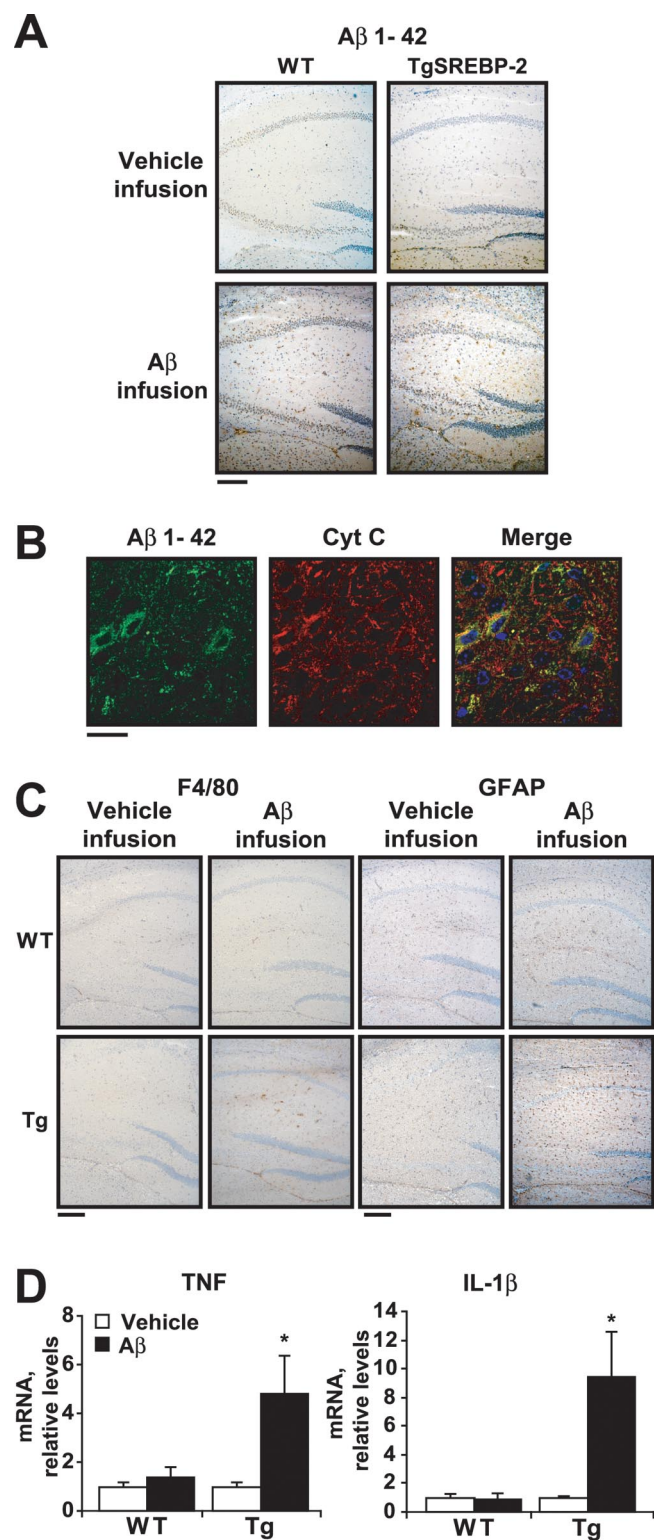 A
Aβ 1- 42
WT
TgSREBP-2
Vehicle
infusion
Aβ
infusion
B
Aβ 1- 42
Cyt C
Merge
C
F4/80
GFAP
Vehicle
infusion
Aβ
infusion
Vehicle
infusion
Aβ
infusion
WT
Tg
D
TNF
mRNA,
relative levels
8
6
4
2
0
Vehicle
Aβ
*
WT
Tg
IL-1β
mRNA,
relative levels
14
12
10
8
6
4
2
0
*
WT
Tg